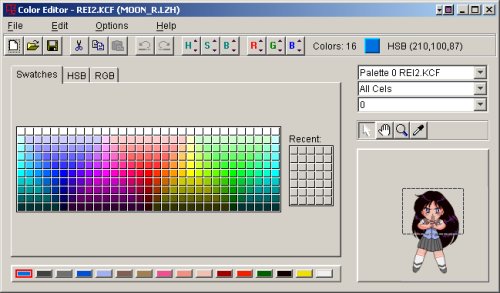 Color Editor - REI2.KCF (MOON_R.LZH)
File Edit Options Help
H S B R G B Colors: 16 HSB (210,100,87)
Swatches HSB RGB
Palette 0 REI2.KCF
All Cels
0
Recent: